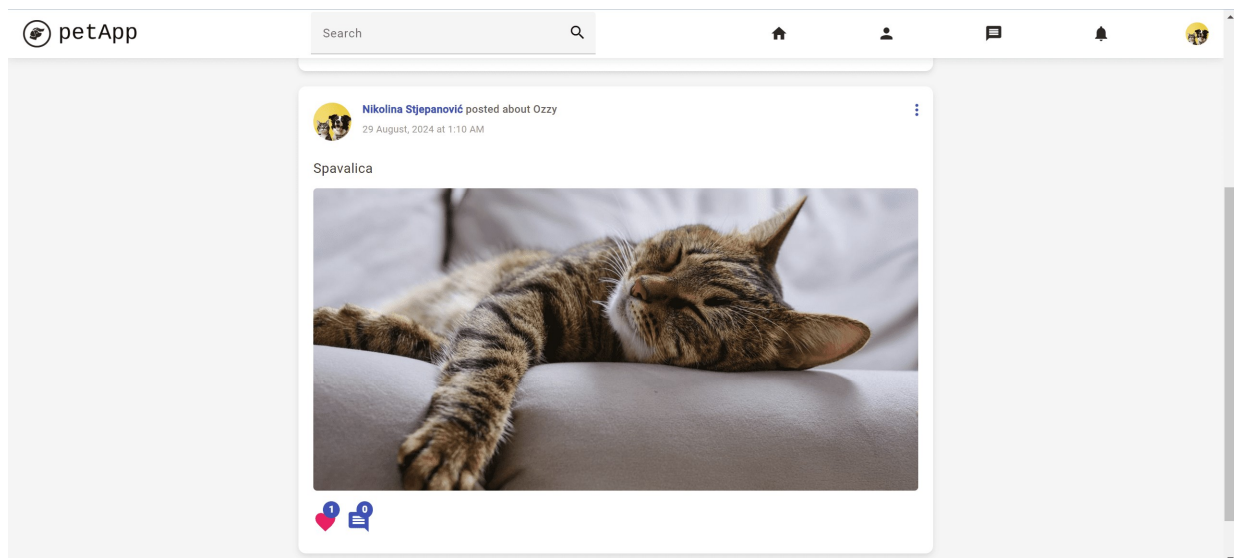 petApp
Search
Nikolina Stjepanović posted about Ozzy
29 August, 2024 at 1:10 AM
Spavalica
1
0